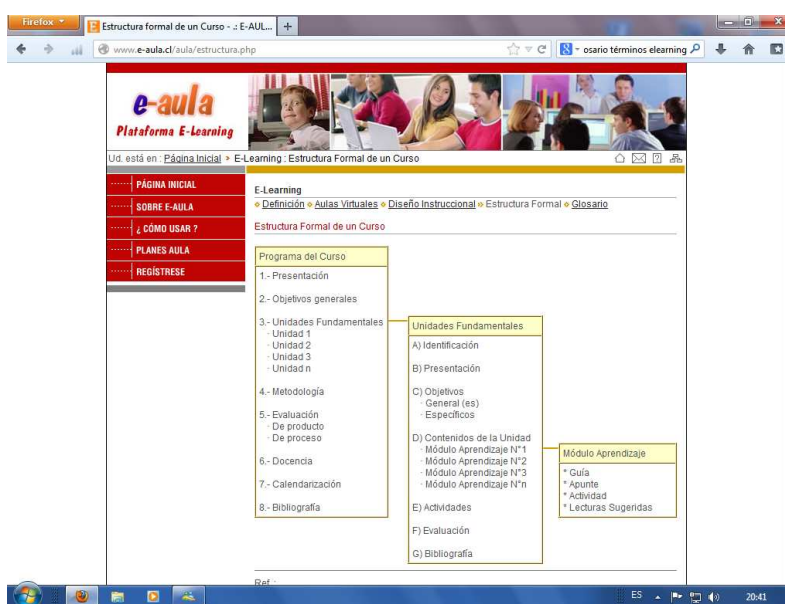 Firefox
Estructura formal de un Curso - .: E-AUL...
www.e-aula.cl/aula/estructura.php
osario términos elearning
e-aula
Plataforma E-Learning
Ud. está en : Página Inicial E-Learning : Estructura Formal de un Curso
PÁGINA INICIAL
SOBRE E-AULA
¿ CÓMO USAR ?
PLANES AULA
REGÍSTRESE
E-Learning
Definición Aulas Virtuales Diseño Instruccional Estructura Formal Glosario
Estructura Formal de un Curso
Programa del Curso
1.- Presentación
2.- Objetivos generales
3.- Unidades Fundamentales
· Unidad 1
· Unidad 2
· Unidad 3
· Unidad n
4.- Metodología
5.- Evaluación
· De producto
· De proceso
6.- Docencia
7.- Calendarización
8.- Bibliografía
Unidades Fundamentales
A) Identificación
B) Presentación
C) Objetivos
· General (es)
· Específicos
D) Contenidos de la Unidad
· Módulo Aprendizaje N°1
· Módulo Aprendizaje N°2
· Módulo Aprendizaje N°3
· Módulo Aprendizaje N°n
E) Actividades
F) Evaluación
G) Bibliografía
Módulo Aprendizaje
* Guía
* Apunte
* Actividad
* Lecturas Sugeridas
Ref.:
ES
20:41